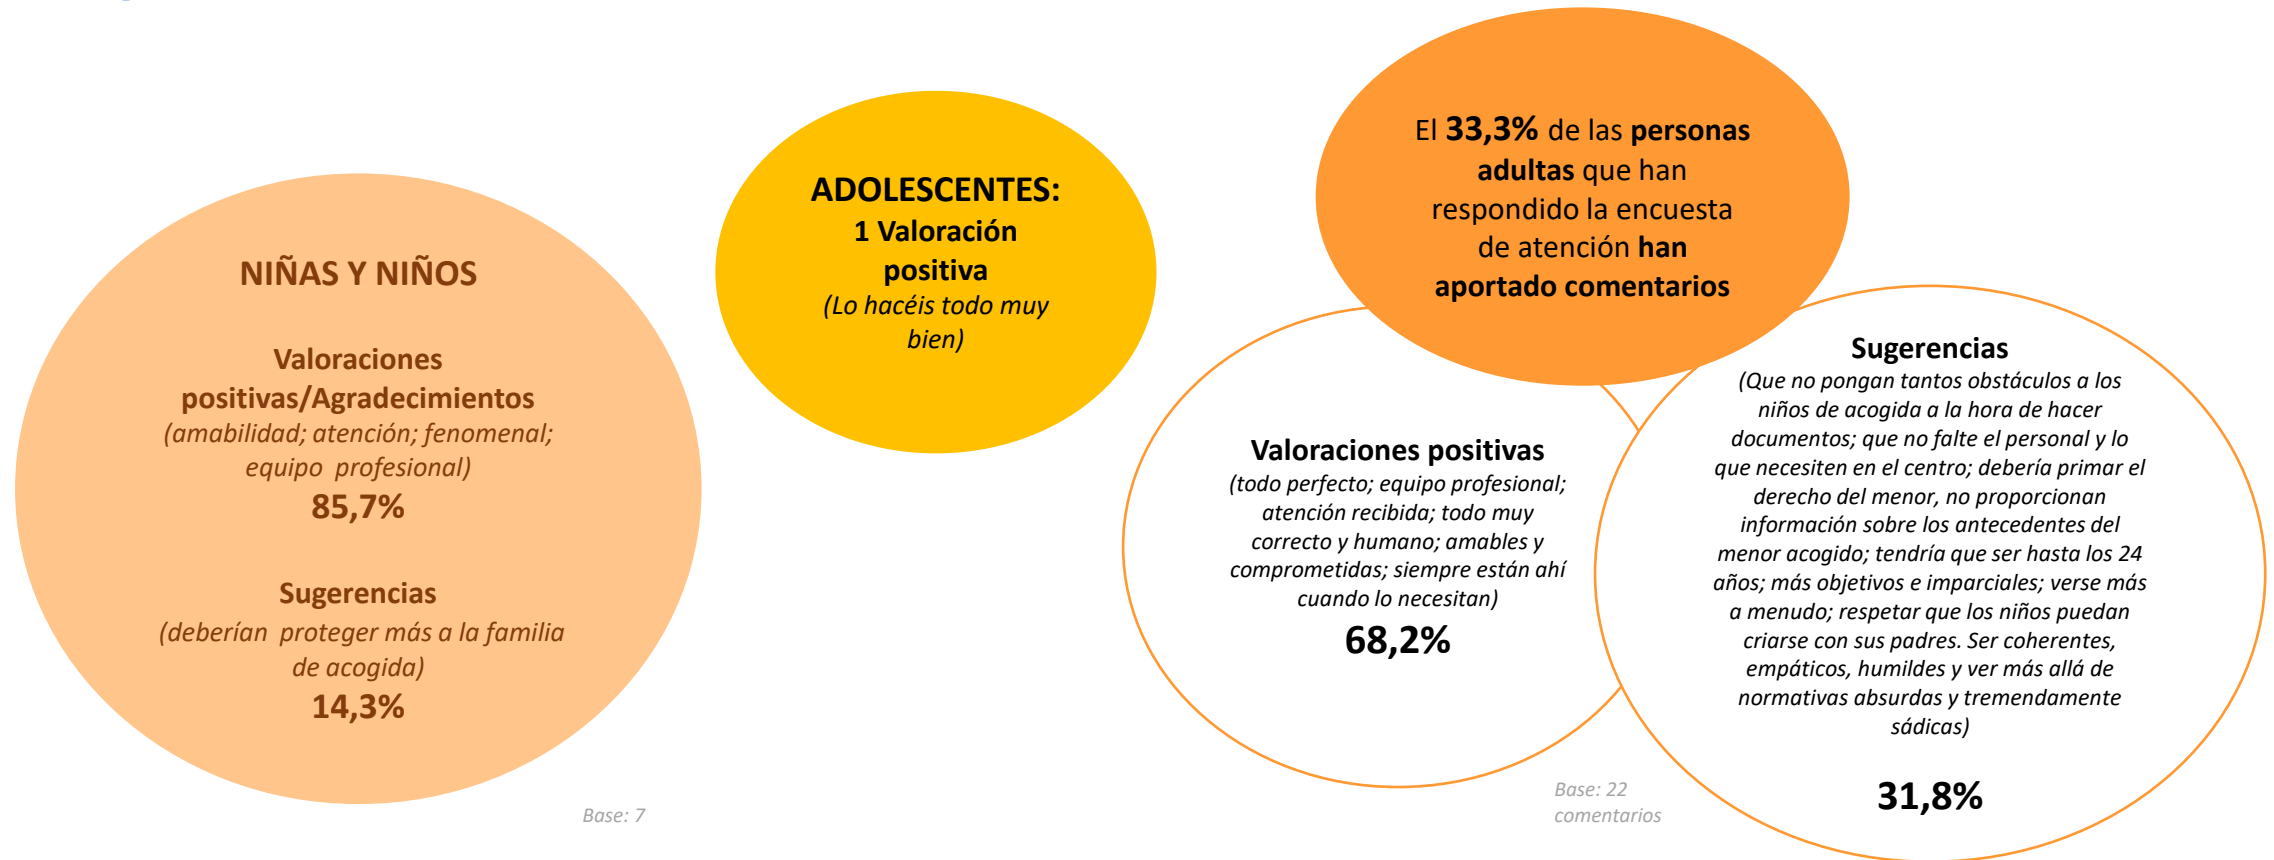 NIÑAS Y NIÑOS
Valoraciones
positivas/Agradecimientos
(amabilidad; atención; fenomenal;
equipo profesional)
85,7%
Sugerencias
(deberían proteger más a la familia
de acogida)
14,3%
Base: 7
ADOLESCENTES:
1 Valoración
positiva
(Lo hacéis todo muy
bien)
El 33,3% de las personas
adultas que han
respondido la encuesta
de atención han
aportado comentarios
Valoraciones positivas
(todo perfecto; equipo profesional;
atención recibida; todo muy
correcto y humano; amables y
comprometidas; siempre están ahí
cuando lo necesitan)
68,2%
Base: 22
comentarios
Sugerencias
(Que no pongan tantos obstáculos a los
niños de acogida a la hora de hacer
documentos; que no falte el personal y lo
que necesiten en el centro; debería primar el
derecho del menor, no proporcionan
información sobre los antecedentes del
menor acogido; tendría que ser hasta los 24
años; más objetivos e imparciales; verse más
a menudo; respetar que los niños puedan
criarse con sus padres. Ser coherentes,
empáticos, humildes y ver más allá de
normativas absurdas y tremendamente
sádicas)
31,8%